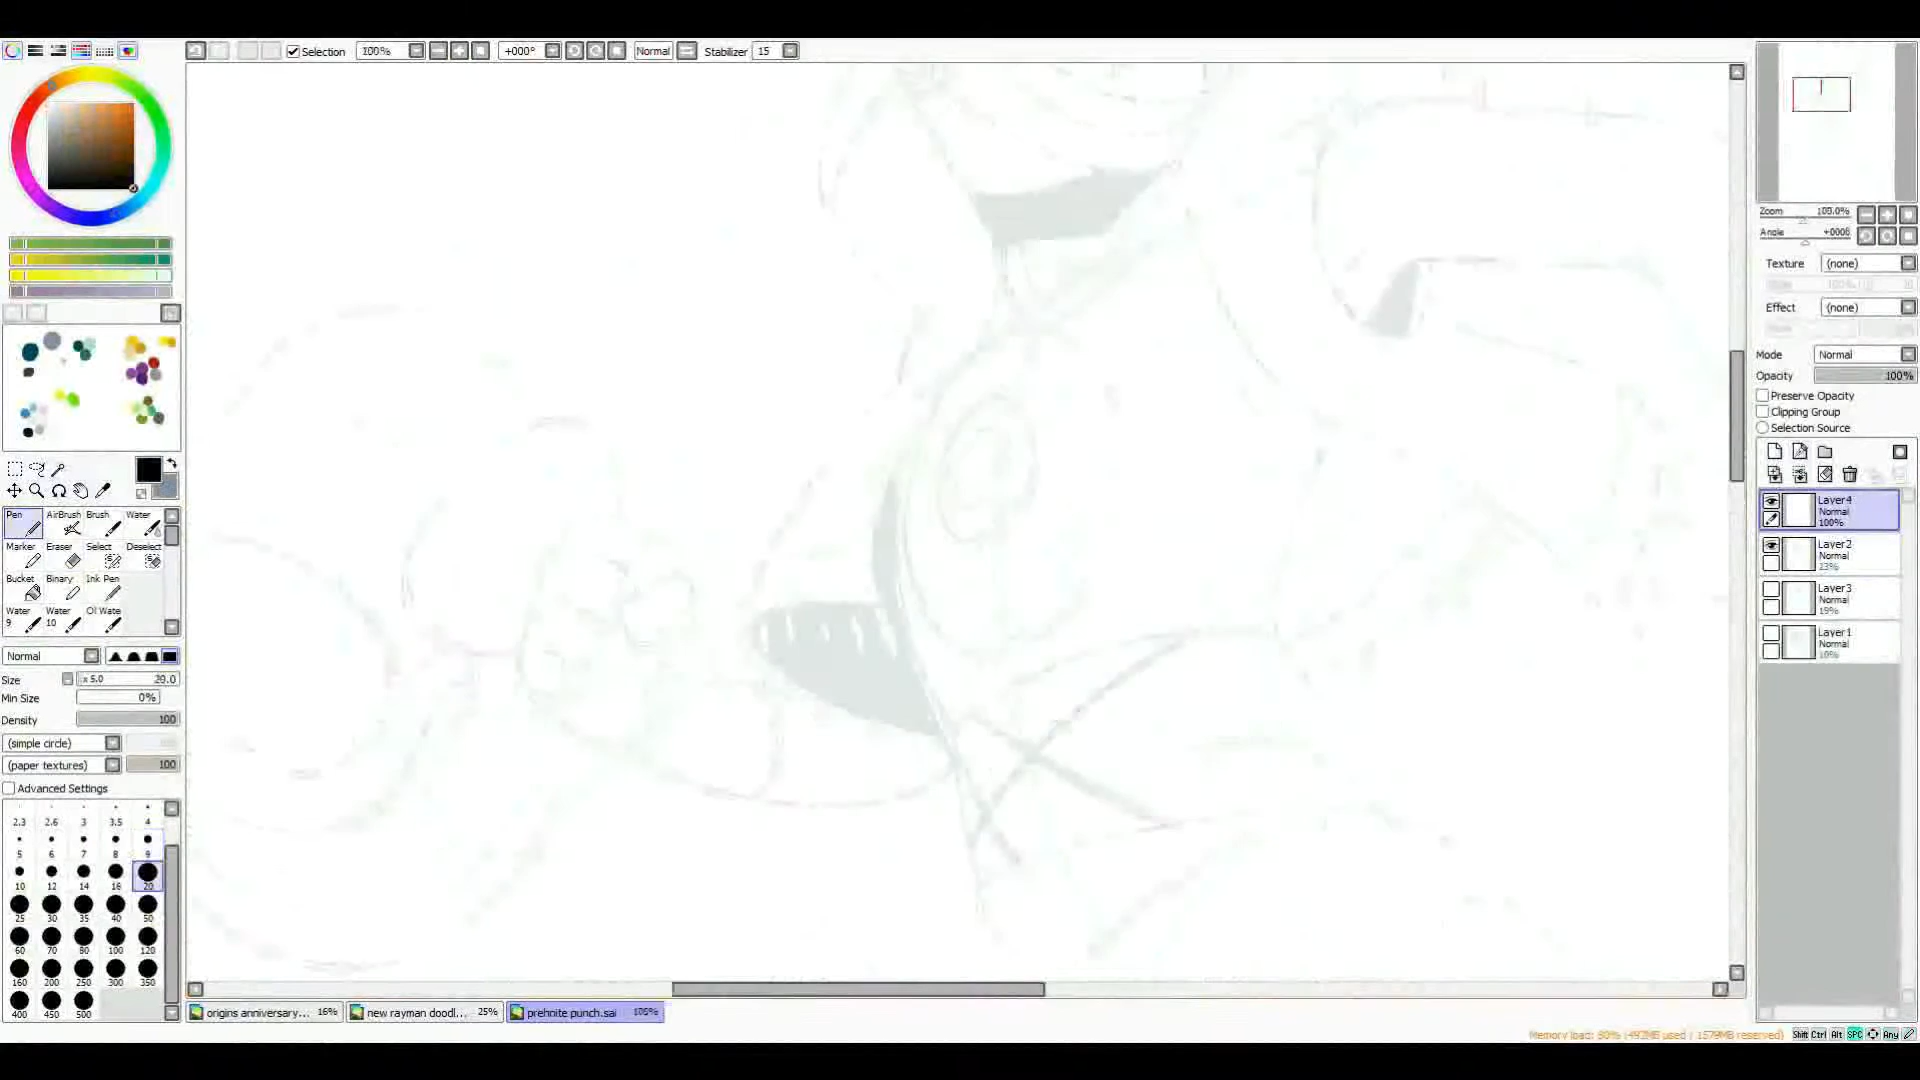 Selection 100% +000° Normal Stabilizer 15
Zoom 100.0%
Angle
Texture (none)
Effect (none)
Mode Normal
Opacity 100%
Preserve Opacity
Clipping Group
Selection Source
Layer4
Normal
100%
Layer2
Normal
23%
Layer3
Normal
19%
Layer1
Normal
10%
Pen AirBrush Brush Water
Marker Eraser Select Deselect
Bucket Binary Ink Pen
Water Water Oil Wate
9 10
Normal
Size x 5.0 20.0
Min Size 0%
Density 100
(simple circle)
(paper textures) 100
Advanced Settings
2.3 2.6 3 3.5 4
5 6 7 8 9
10 12 14 16 20
25 30 35 40 50
60 70 80 100 120
160 200 250 300 350
400 450 500
origins anniversary... 16% new rayman doodl... 25% prehnite punch.sai
Shift Ctrl Alt SPC Any